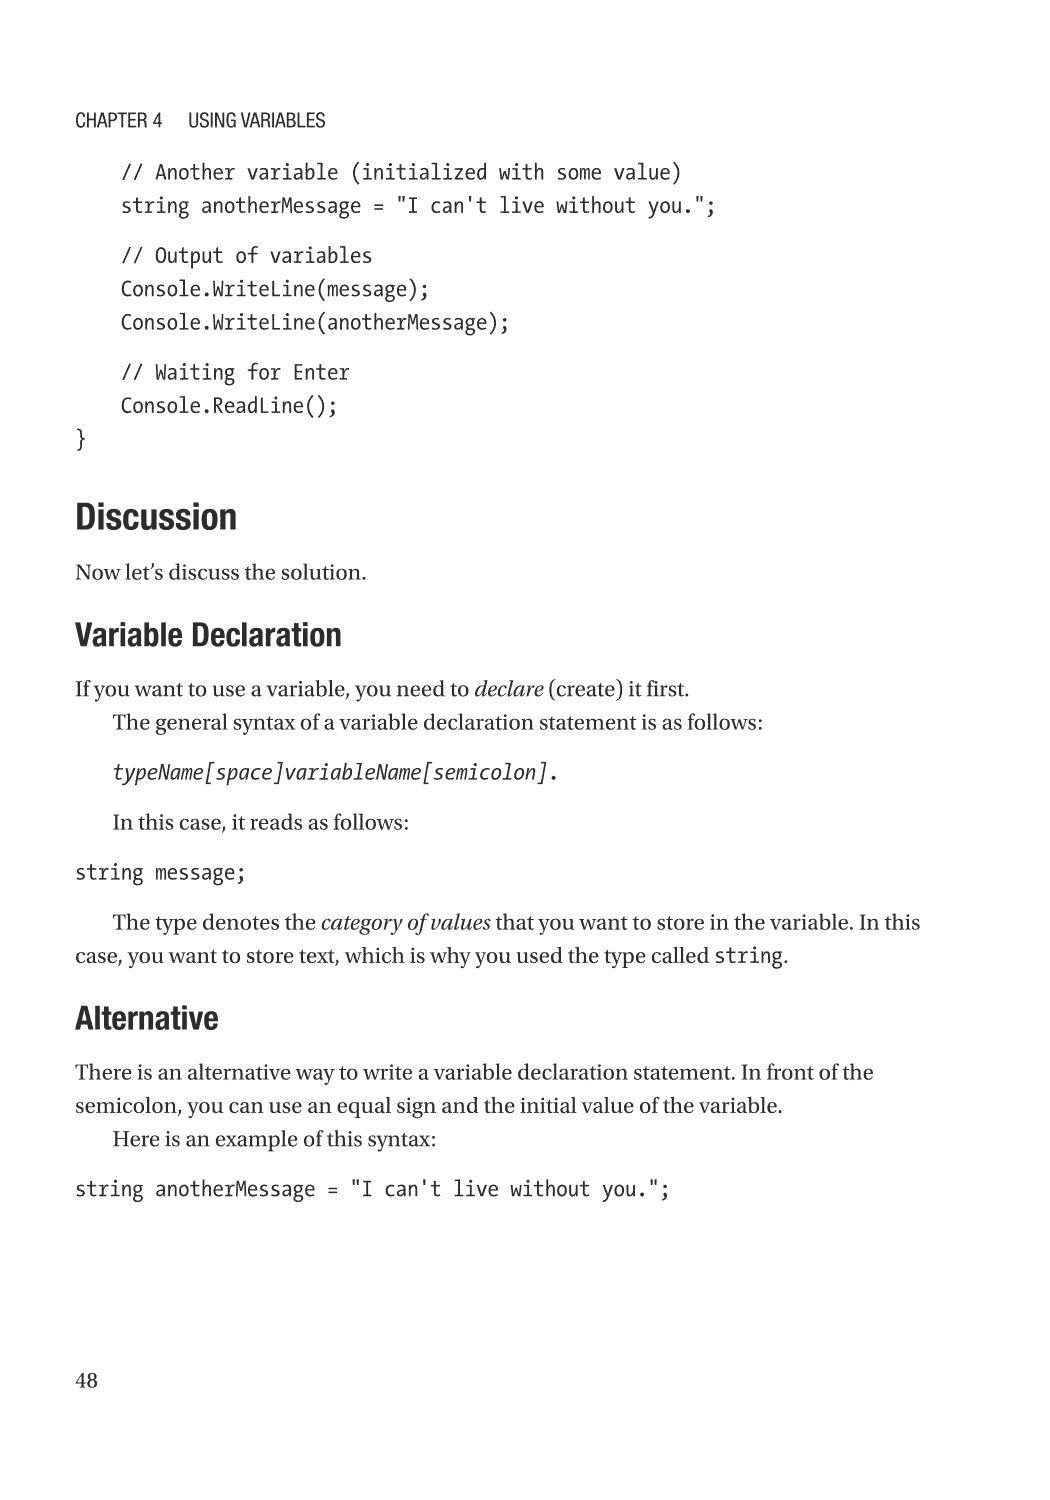 CHAPTER 4 USING VARIABLES
// Another variable (initialized with some value)
string anotherMessage = "I can't live without you.";
// Output of variables
Console.WriteLine(message);
Console.WriteLine(anotherMessage);
// Waiting for Enter
Console.ReadLine();
}
Discussion
Now let’s discuss the solution.
Variable Declaration
If you want to use a variable, you need to declare (create) it first.
The general syntax of a variable declaration statement is as follows:
typeName[space]variableName[semicolon].
In this case, it reads as follows:
string message;
The type denotes the category of values that you want to store in the variable. In this
case, you want to store text, which is why you used the type called string.
Alternative
There is an alternative way to write a variable declaration statement. In front of the
semicolon, you can use an equal sign and the initial value of the variable.
Here is an example of this syntax:
string anotherMessage = "I can't live without you.";
48